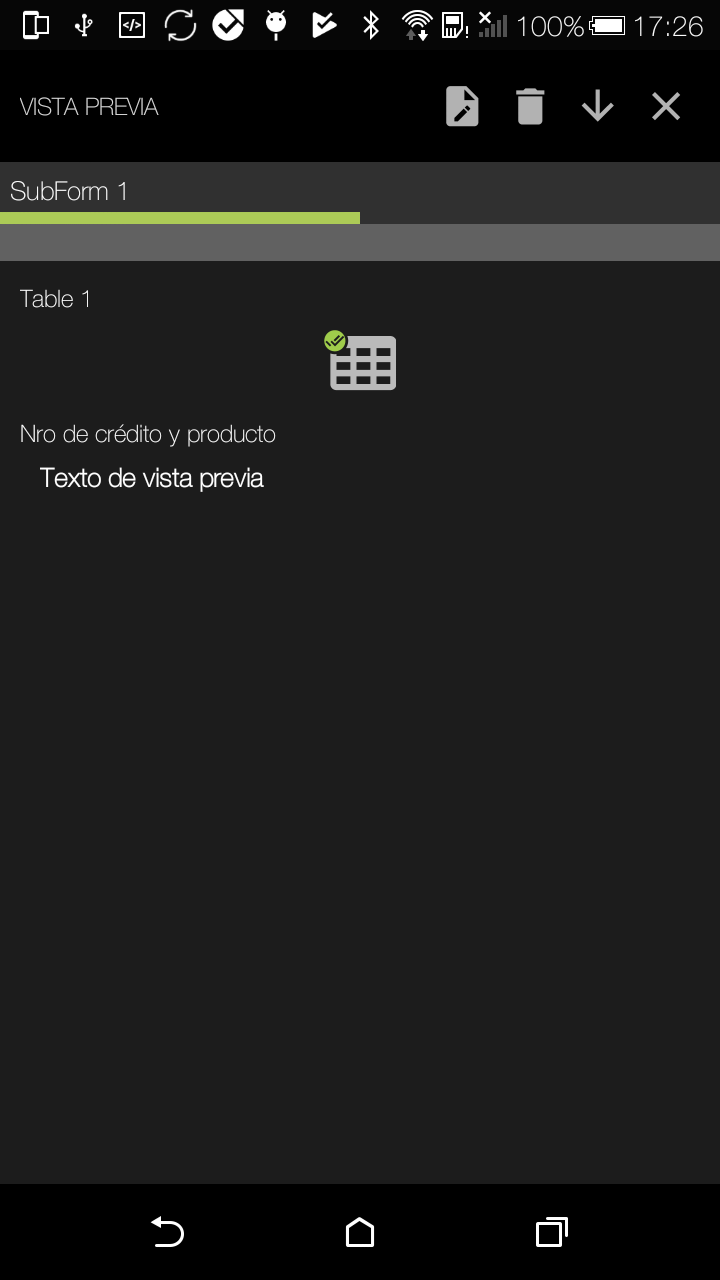 100% 17:26
VISTA PREVIA
SubForm 1
Table 1
Nro de crédito y producto
Texto de vista previa